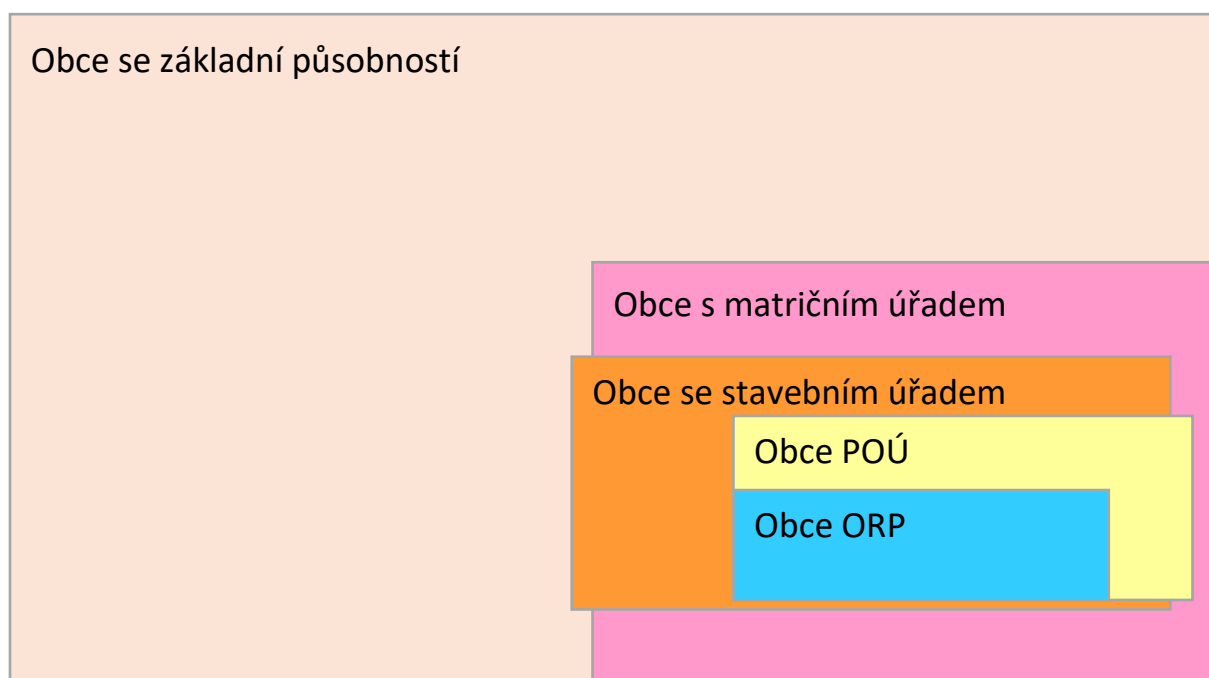 Obce se základní působností
Obce s matričním úřadem
Obce se stavebním úřadem
Obce POÚ
Obce ORP